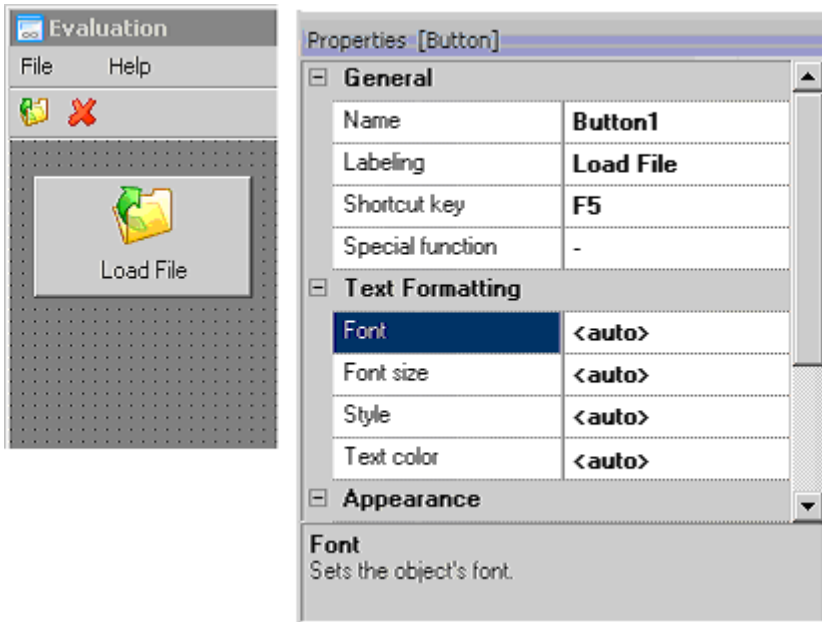 Evaluation
File Help
Load File
Properties [Button]
General
Name Button1
Labeling Load File
Shortcut key F5
Special function -
Text Formatting
Font <auto>
Font size <auto>
Style <auto>
Text color <auto>
Appearance
Font
Sets the object's font.